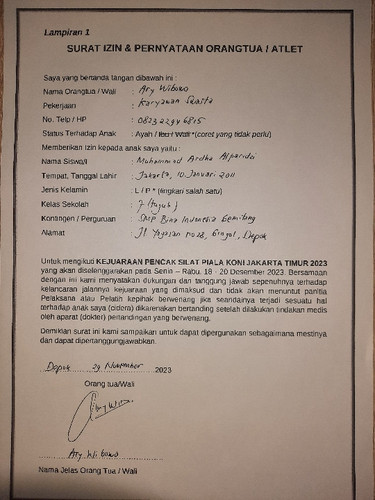 Lampiran 1
SURAT IZIN & PERNYATAAN ORANGTUA / ATLET
Saya yang bertanda tangan dibawah ini :
Nama Orangtua / Wali : Ary Wibowo
Pekerjaan : Karyawan Swasta
No. Telp / HP : 0823 2294 6815
Status Terhadap Anak : Ayah / Ibu / Wali * (coret yang tidak perlu)
Memberikan izin kepada anak saya yaitu :
Nama Siswa/i : Muhammad Ardha Alparidzi
Tempat, Tanggal Lahir : Jakarta, 10 Januari 2011
Jenis Kelamin : L / P * (lingkari salah satu)
Kelas Sekolah : 7 (tujuh)
Kontingen / Perguruan : SMP Bina Indonesia Gemilang
Alamat : Jl Yayasan no 28, Grogol, Depok
Untuk mengikuti KEJUARAAN PENCAK SILAT PIALA KONI JAKARTA TIMUR 2023
yang akan diselenggarakan pada Senin – Rabu, 18 - 20 Desember 2023. Bersamaan
dengan ini kami menyatakan dukungan dan tanggung jawab sepenuhnya terhadap
kelancaran jalannya kejuaraan yang dimaksud dan tidak akan menuntut panitia
Pelaksana atau Pelatih kepihak berwenang jika seandainya terjadi sesuatu hal
terhadap anak saya (cidera) dikarenakan bertanding setelah dilakukan tindakan medis
oleh aparat (dokter) pertandingan yang berwenang.
Demikian surat ini kami sampaikan untuk dapat dipergunakan sebagaimana mestinya
dan dapat dipertanggungjawabkan.
Depok 29 November 2023
Orang tua/Wali
Ary Wibowo
Nama Jelas Orang Tua / Wali